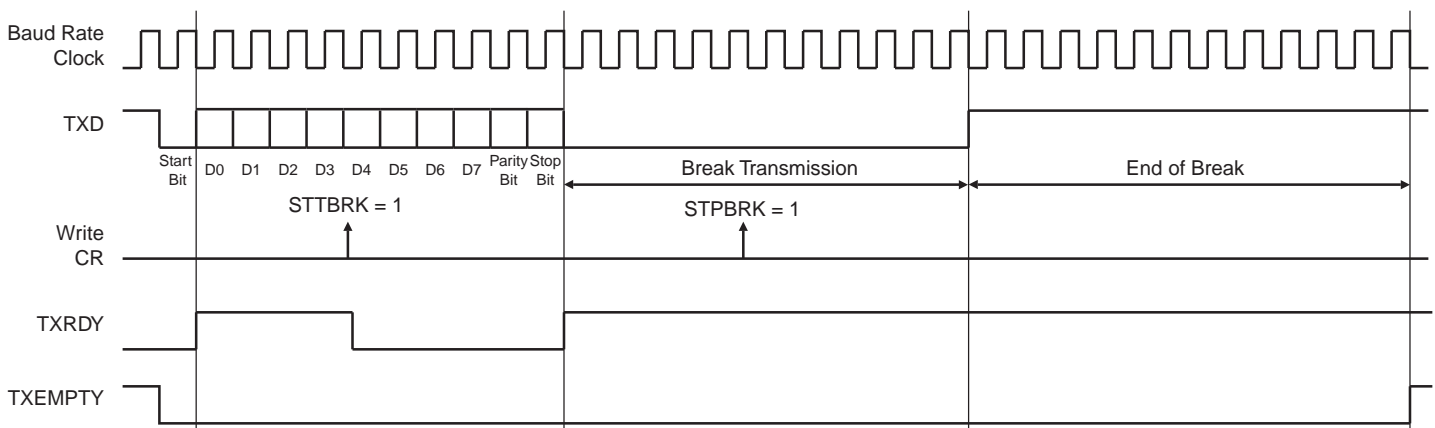 Baud Rate
Clock
TXD
Start
Bit
D0 D1 D2 D3 D4 D5 D6 D7
Parity
Bit
Stop
Bit
Break Transmission
End of Break
STTBRK = 1
STPBRK = 1
Write
CR
TXRDY
TXEMPTY